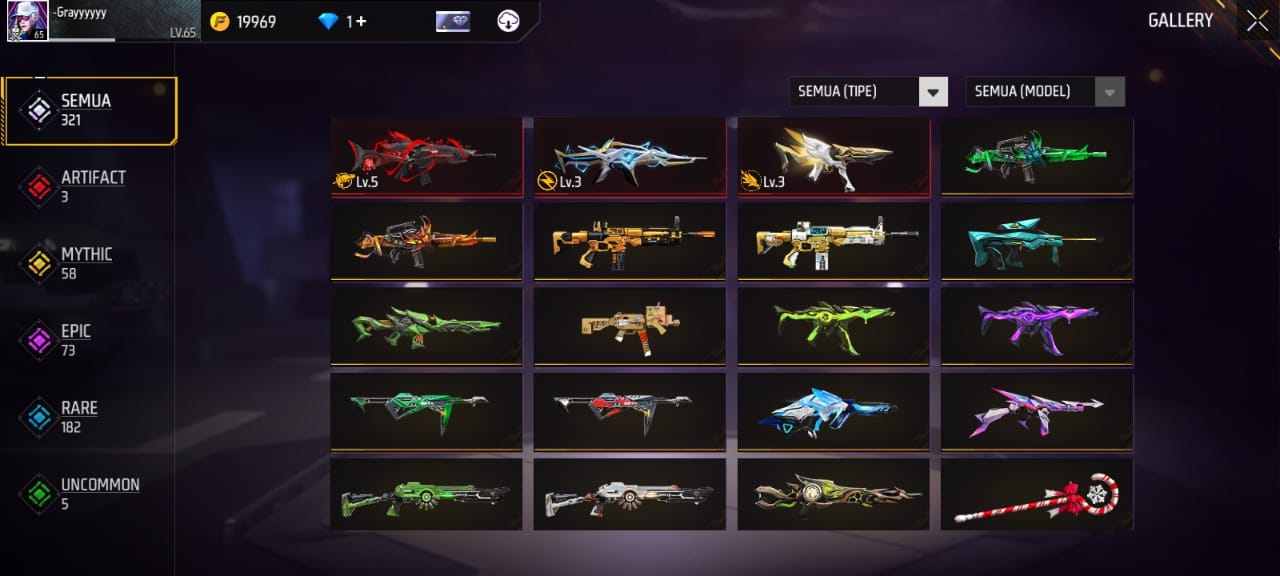 -Grayyyyyy
65
LV.65
19969
1+
GALLERY
SEMUA
321
SEMUA (TIPE)
SEMUA (MODEL)
ARTIFACT
3
MYTHIC
58
EPIC
73
RARE
182
UNCOMMON
5
Lv.5
Lv.3
Lv.3